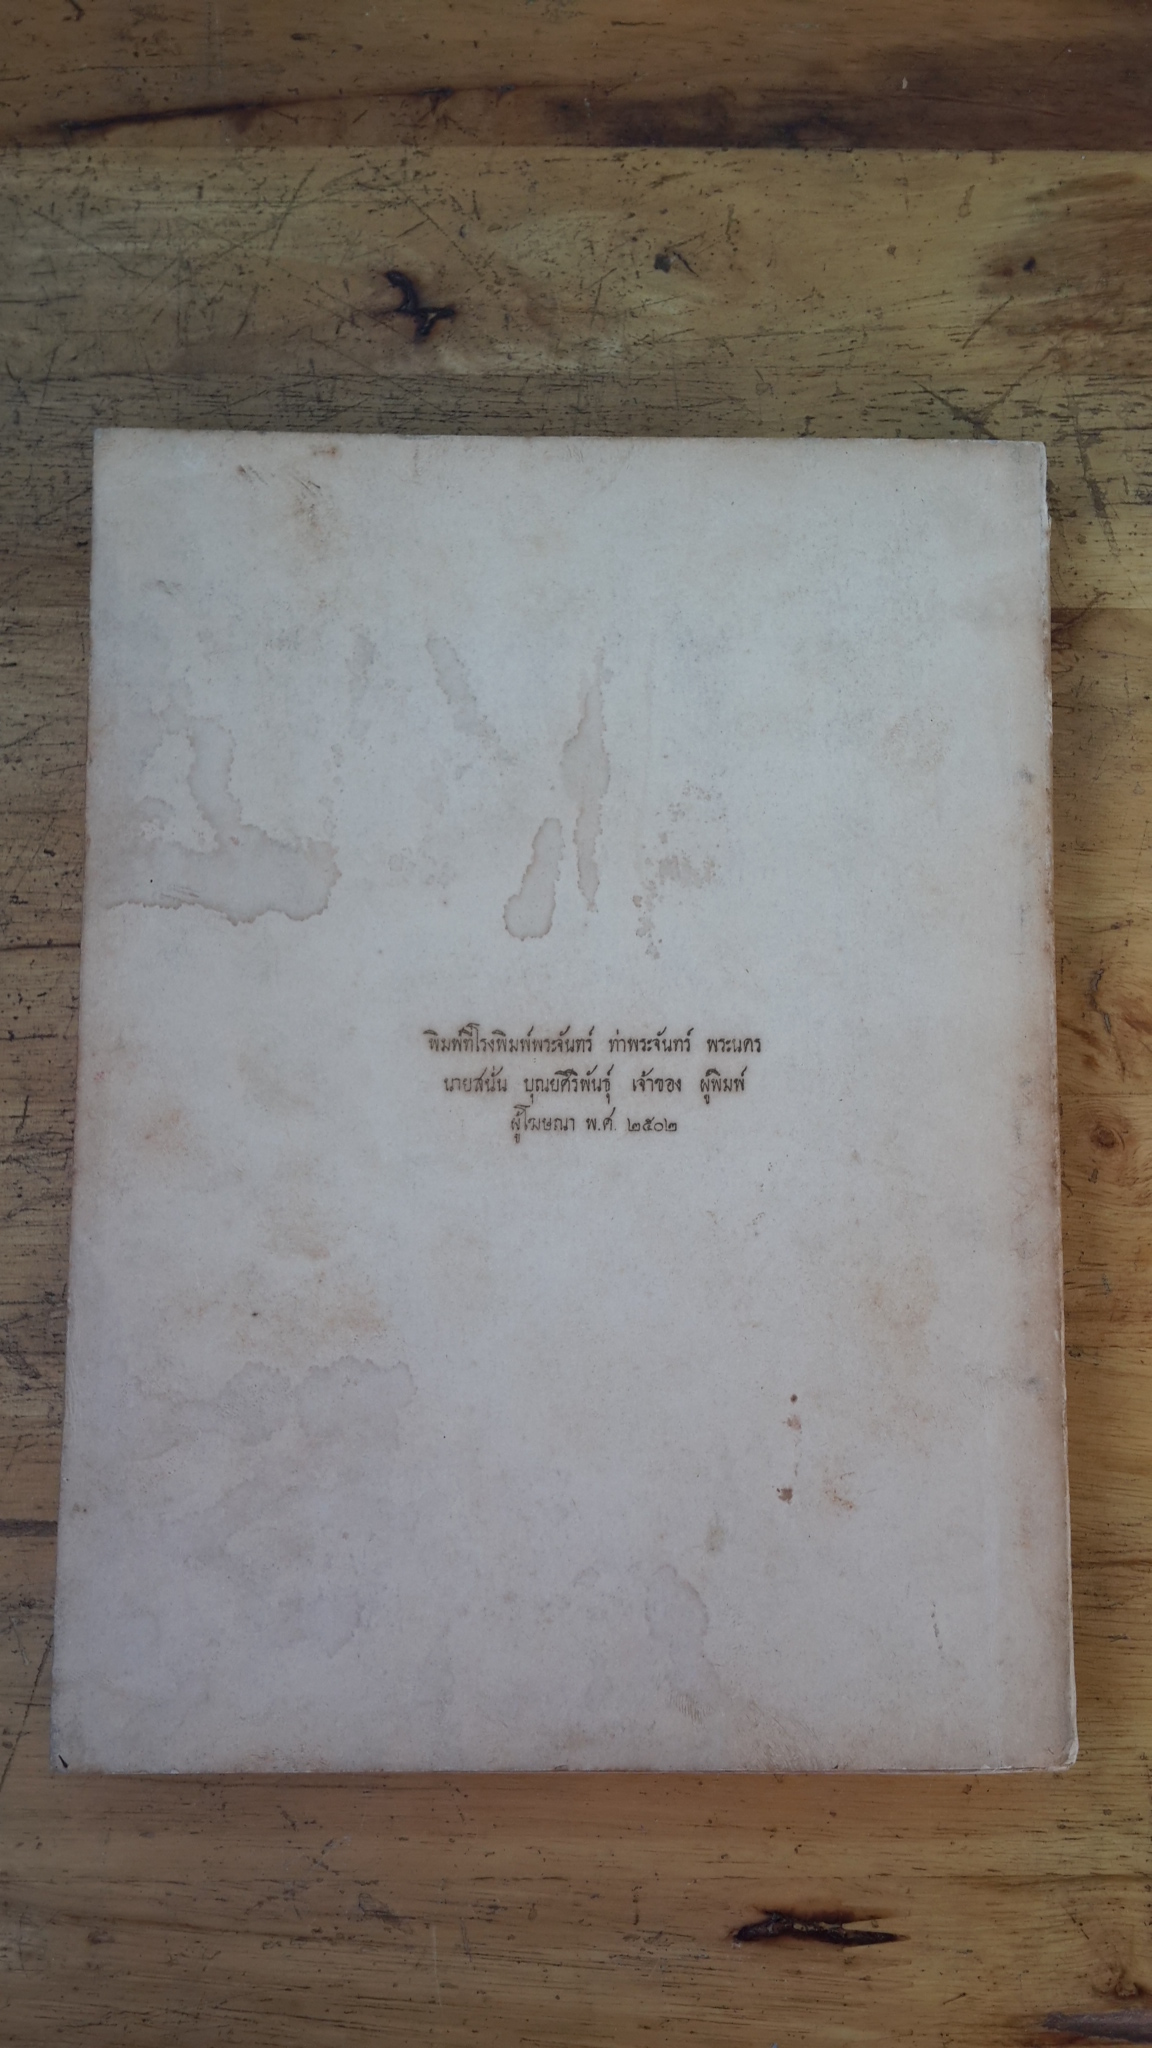 พิมพ์ที่โรงพิมพ์พระจันทร์ ท่าพระจันทร์ พระนคร
นายสนั่น บุณยศิริพันธุ์ เจ้าของ ผู้พิมพ์
ผู้โฆษณา พ.ศ. ๒๕๐๒